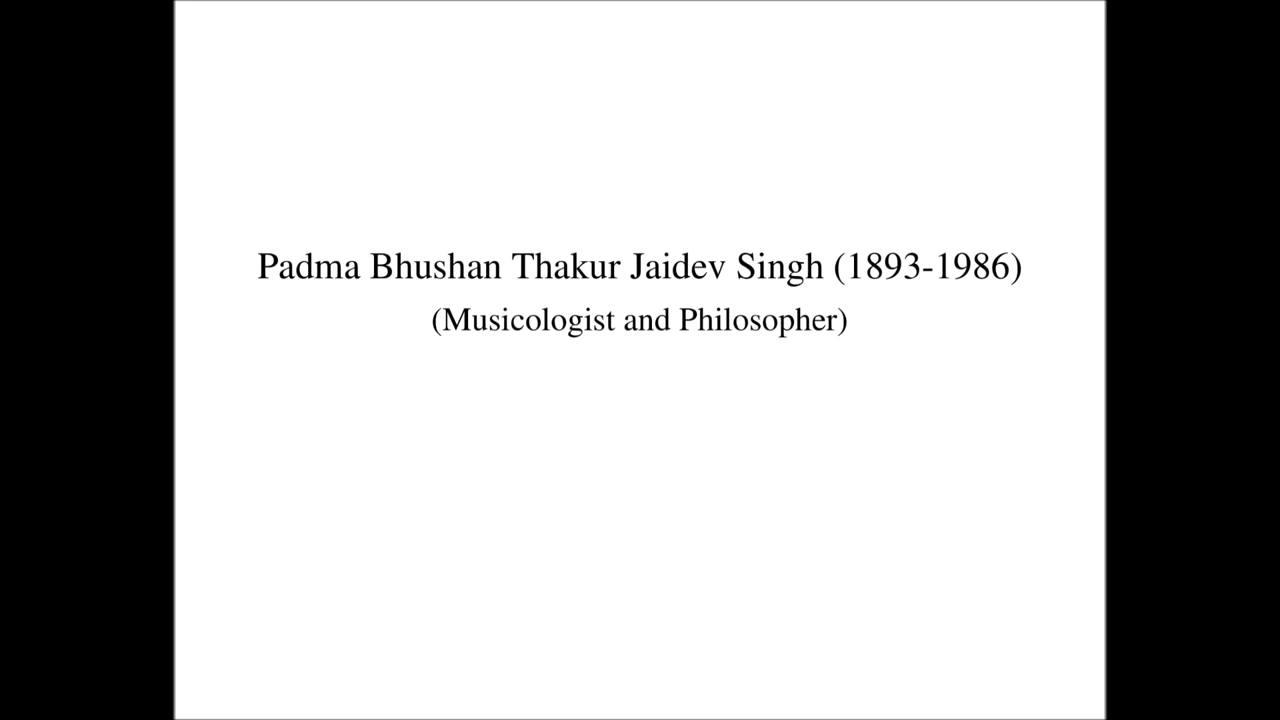 Padma Bhushan Thakur Jaidev Singh (1893-1986)
(Musicologist and Philosopher)